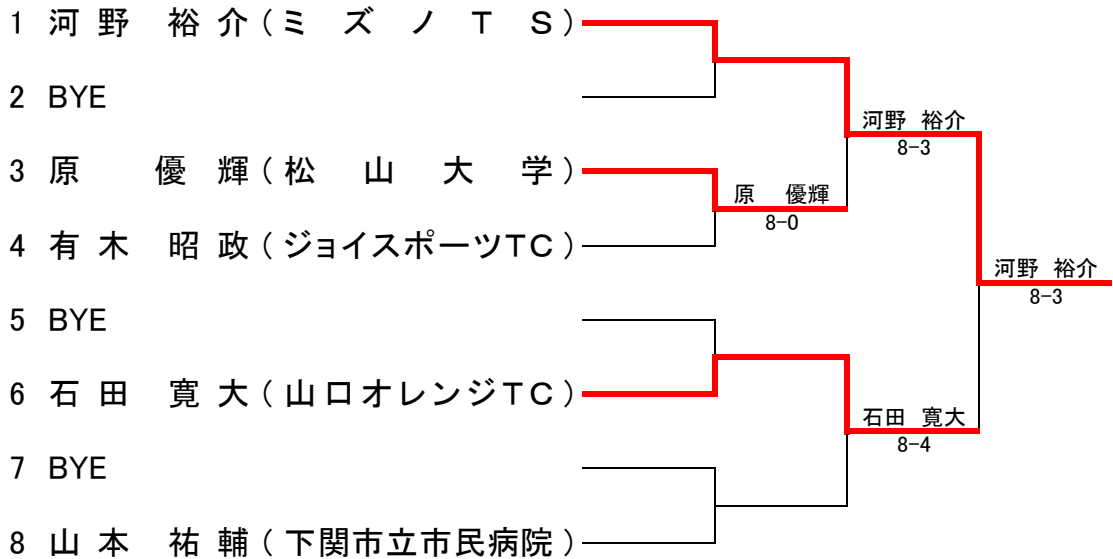 1 河野 裕介(ミズノTS)
2 BYE
河野 裕介
8-3
3 原 優輝(松山大学)
原 優輝
8-0
4 有木 昭政(ジョイスポーツTC)
河野 裕介
8-3
5 BYE
6 石田 寛大(山口オレンジTC)
石田 寛大
8-4
7 BYE
8 山本 祐輔(下関市立市民病院)